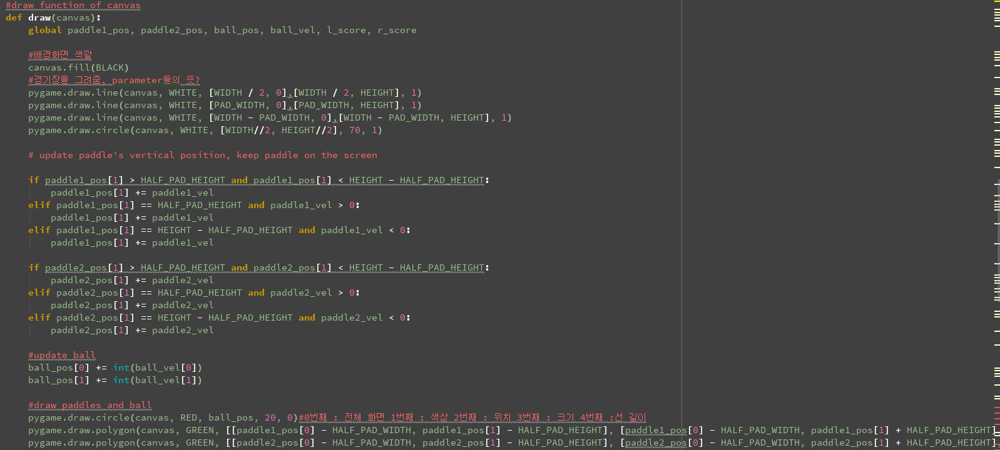 #draw function of canvas
def draw(canvas):
    global paddle1_pos, paddle2_pos, ball_pos, ball_vel, l_score, r_score

    #배경화면 색깔
    canvas.fill(BLACK)
    #경기장을 그려줌, parameter들의 뜻?
    pygame.draw.line(canvas, WHITE, [WIDTH / 2, 0],[WIDTH / 2, HEIGHT], 1)
    pygame.draw.line(canvas, WHITE, [PAD_WIDTH, 0],[PAD_WIDTH, HEIGHT], 1)
    pygame.draw.line(canvas, WHITE, [WIDTH - PAD_WIDTH, 0],[WIDTH - PAD_WIDTH, HEIGHT], 1)
    pygame.draw.circle(canvas, WHITE, [WIDTH//2, HEIGHT//2], 70, 1)

    # update paddle's vertical position, keep paddle on the screen

    if paddle1_pos[1] > HALF_PAD_HEIGHT and paddle1_pos[1] < HEIGHT - HALF_PAD_HEIGHT:
        paddle1_pos[1] += paddle1_vel
    elif paddle1_pos[1] == HALF_PAD_HEIGHT and paddle1_vel > 0:
        paddle1_pos[1] += paddle1_vel
    elif paddle1_pos[1] == HEIGHT - HALF_PAD_HEIGHT and paddle1_vel < 0:
        paddle1_pos[1] += paddle1_vel

    if paddle2_pos[1] > HALF_PAD_HEIGHT and paddle2_pos[1] < HEIGHT - HALF_PAD_HEIGHT:
        paddle2_pos[1] += paddle2_vel
    elif paddle2_pos[1] == HALF_PAD_HEIGHT and paddle2_vel > 0:
        paddle2_pos[1] += paddle2_vel
    elif paddle2_pos[1] == HEIGHT - HALF_PAD_HEIGHT and paddle2_vel < 0:
        paddle2_pos[1] += paddle2_vel

    #update ball
    ball_pos[0] += int(ball_vel[0])
    ball_pos[1] += int(ball_vel[1])

    #draw paddles and ball
    pygame.draw.circle(canvas, RED, ball_pos, 20, 0)#0번째 : 전체 화면 1번째 : 색상 2번째 : 위치 3번째 : 크기 4번째 :선 길이
    pygame.draw.polygon(canvas, GREEN, [[paddle1_pos[0] - HALF_PAD_WIDTH, paddle1_pos[1] - HALF_PAD_HEIGHT], [paddle1_pos[0] - HALF_PAD_WIDTH, paddle1_pos[1] + HALF_PAD_HEIGHT]
    pygame.draw.polygon(canvas, GREEN, [[paddle2_pos[0] - HALF_PAD_WIDTH, paddle2_pos[1] - HALF_PAD_HEIGHT], [paddle2_pos[0] - HALF_PAD_WIDTH, paddle2_pos[1] + HALF_PAD_HEIGHT]